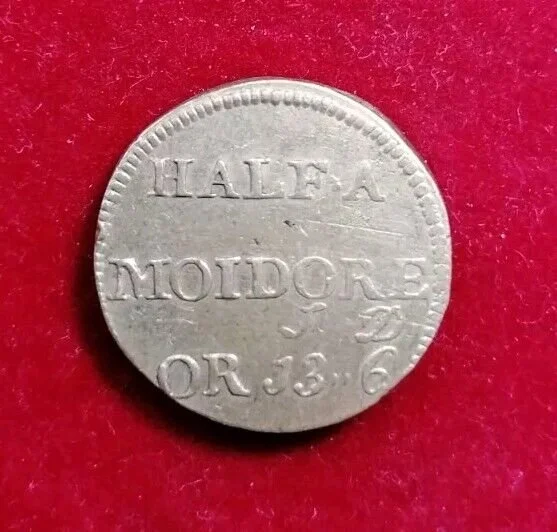 HALF A
MOIDORE
S D
OR 13,,6